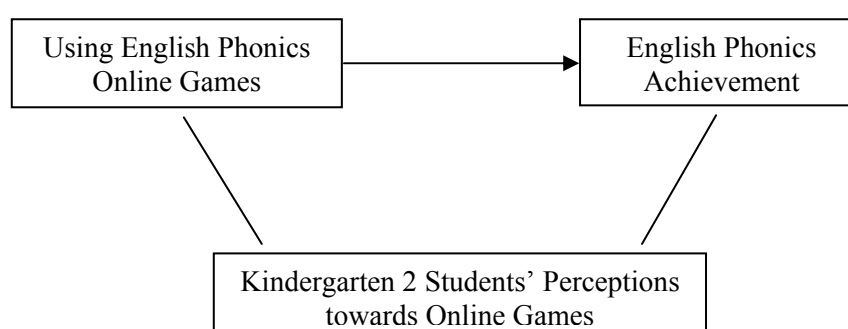 Using English Phonics
Online Games
English Phonics
Achievement
Kindergarten 2 Students’ Perceptions
towards Online Games